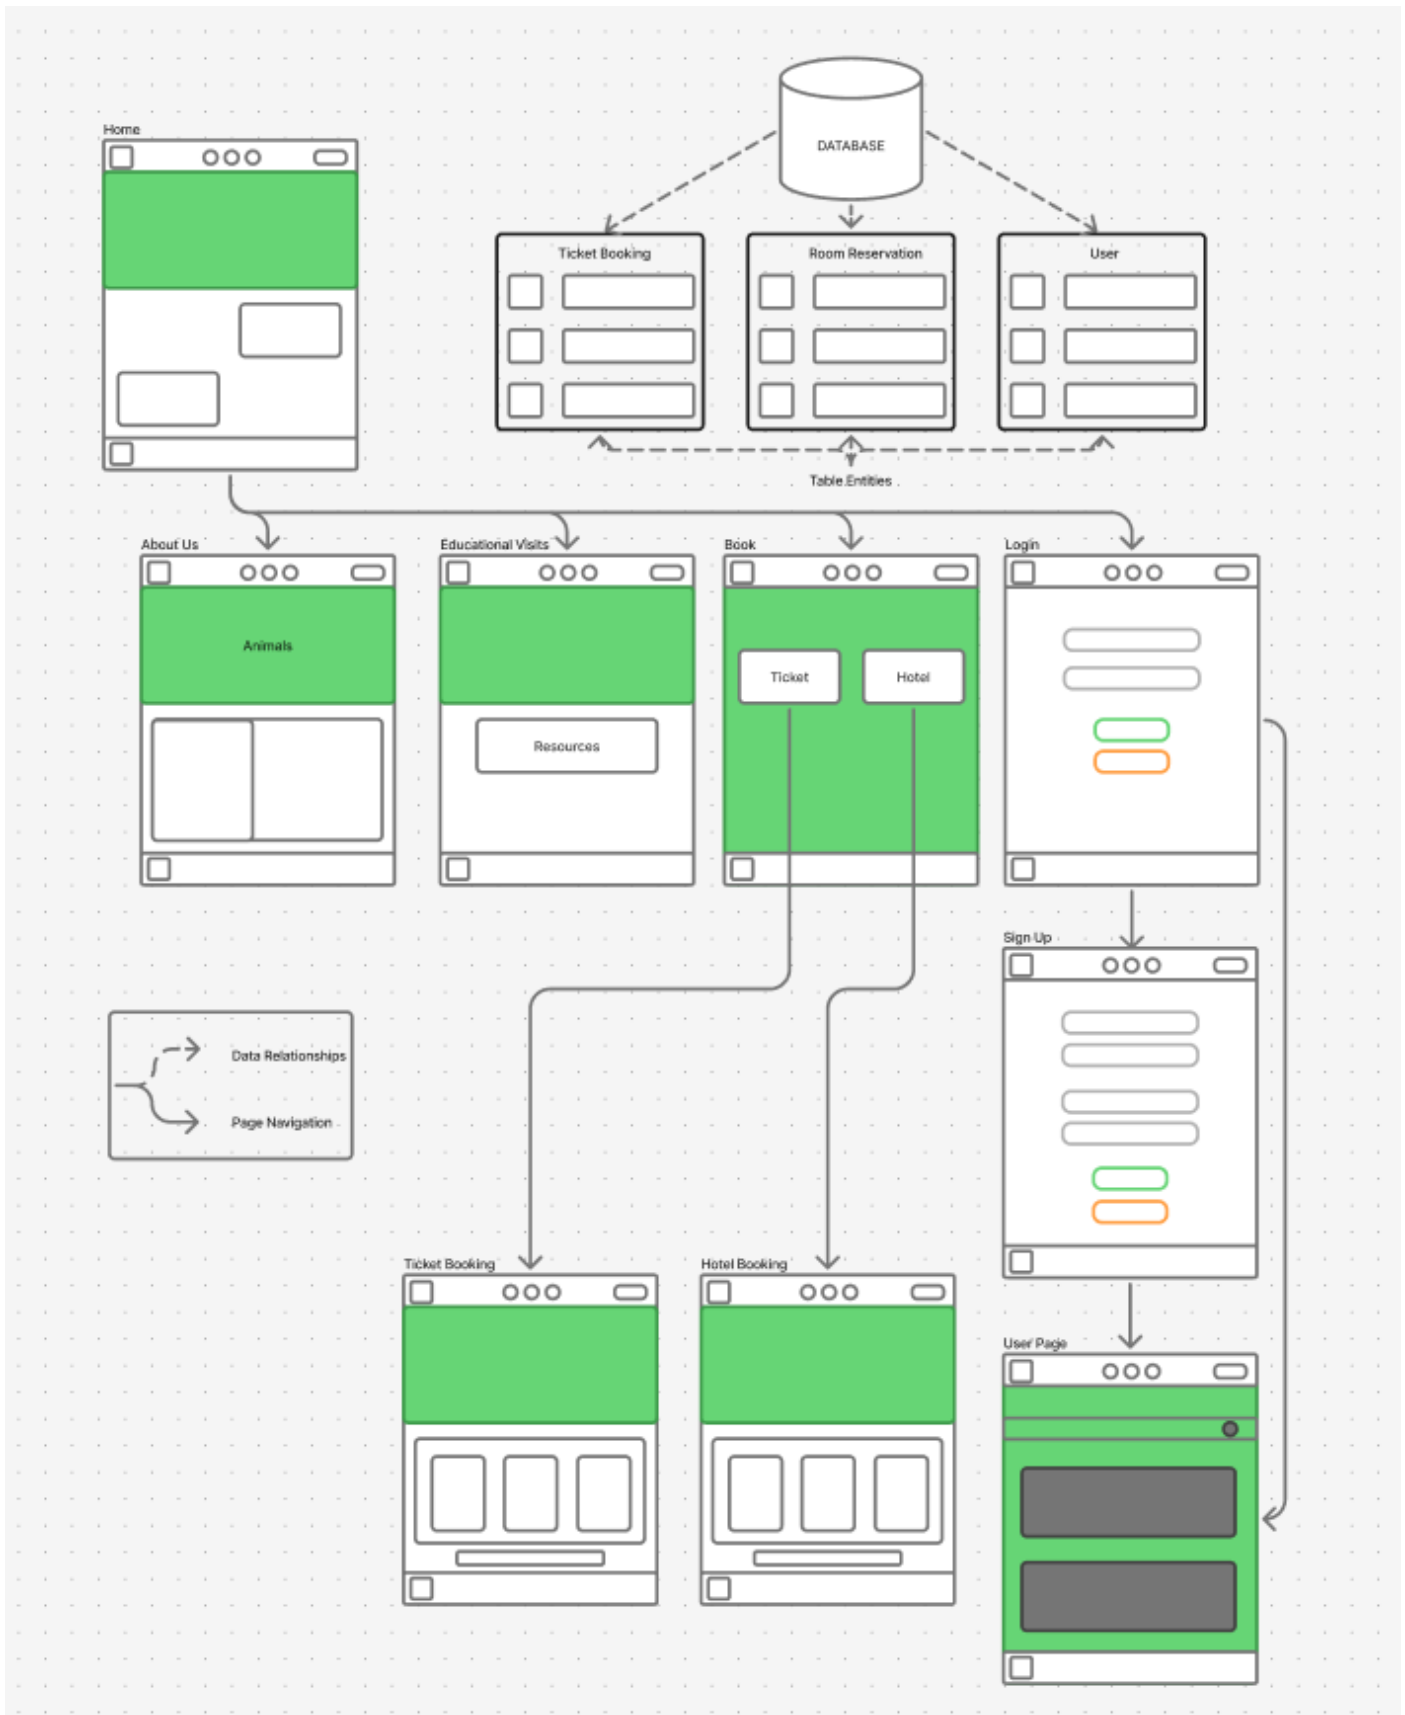 Home
DATABASE
Ticket Booking
Room Reservation
User
Table Entities
About Us
Educational Visits
Book
Login
Animals
Resources
Ticket
Hotel
Sign Up
Data Relationships
Page Navigation
Ticket Booking
Hotel Booking
User Page